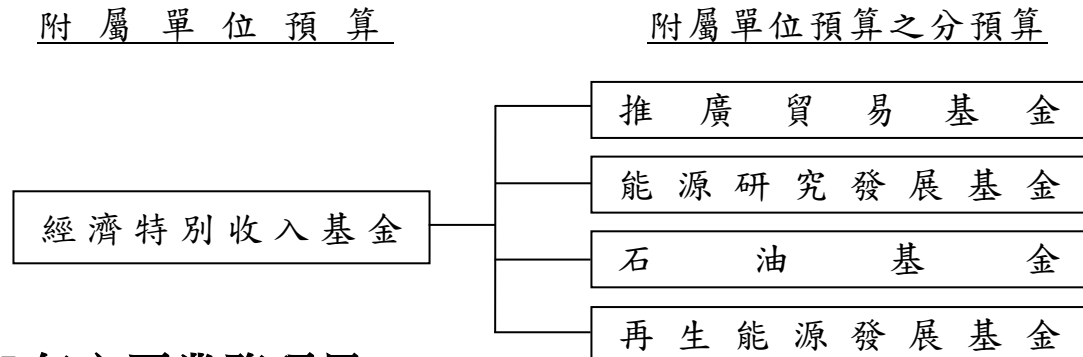 附屬單位預算
附屬單位預算之分預算
推廣貿易基金
能源研究發展基金
經濟特別收入基金
石油基金
再生能源發展基金